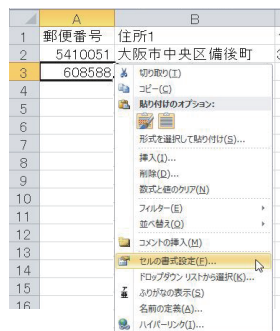 A B
1 郵便番号 住所1
2 5410051 大阪市中央区備後町
3 608588
4
5
6
7
8
9
10
11
12
13
14
15
16
切り取り(T)
コピー(C)
貼り付けのオプション:
形式を選択して貼り付け(S)...
挿入(I)...
削除(D)...
数式と値のクリア(N)
フィルター(E)
並べ替え(O)
コメントの挿入(M)
セルの書式設定(F)...
ドロップダウン リストから選択(K)...
ふりがなの表示(S)
名前の定義(A)...
ハイパーリンク(I)...